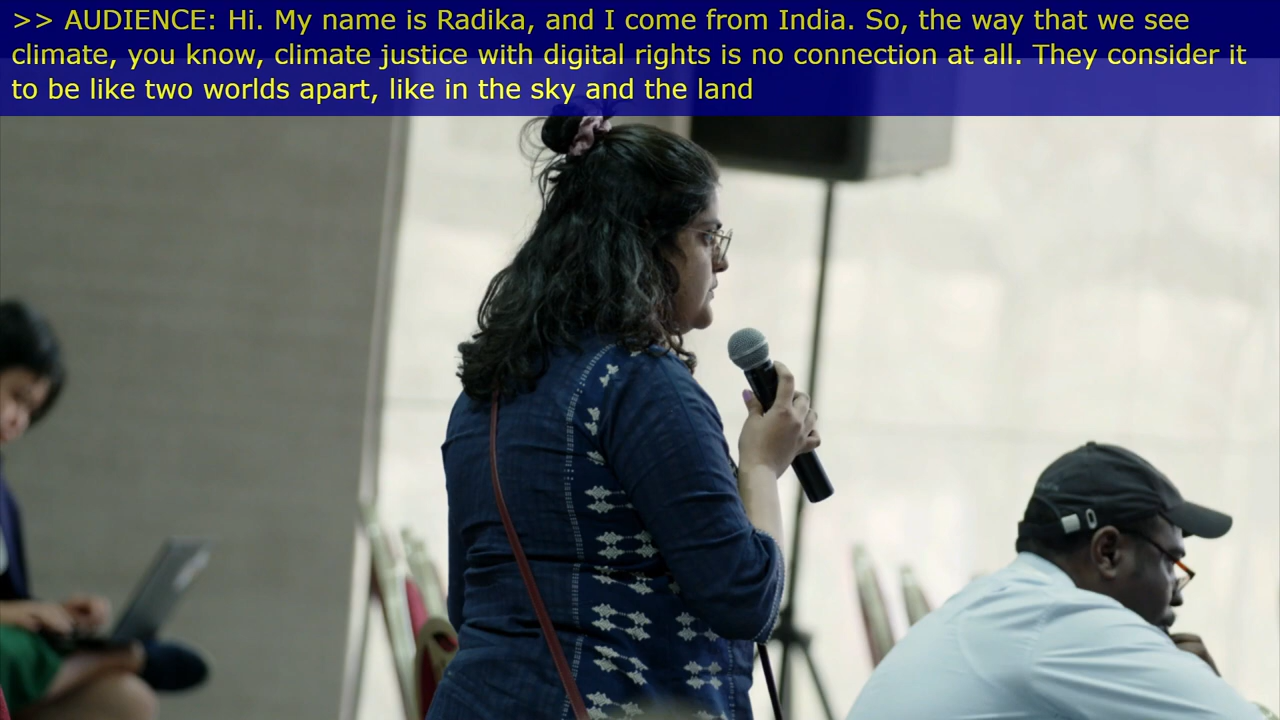 >> AUDIENCE: Hi. My name is Radika, and I come from India. So, the way that we see
climate, you know, climate justice with digital rights is no connection at all. They consider it
to be like two worlds apart, like in the sky and the land